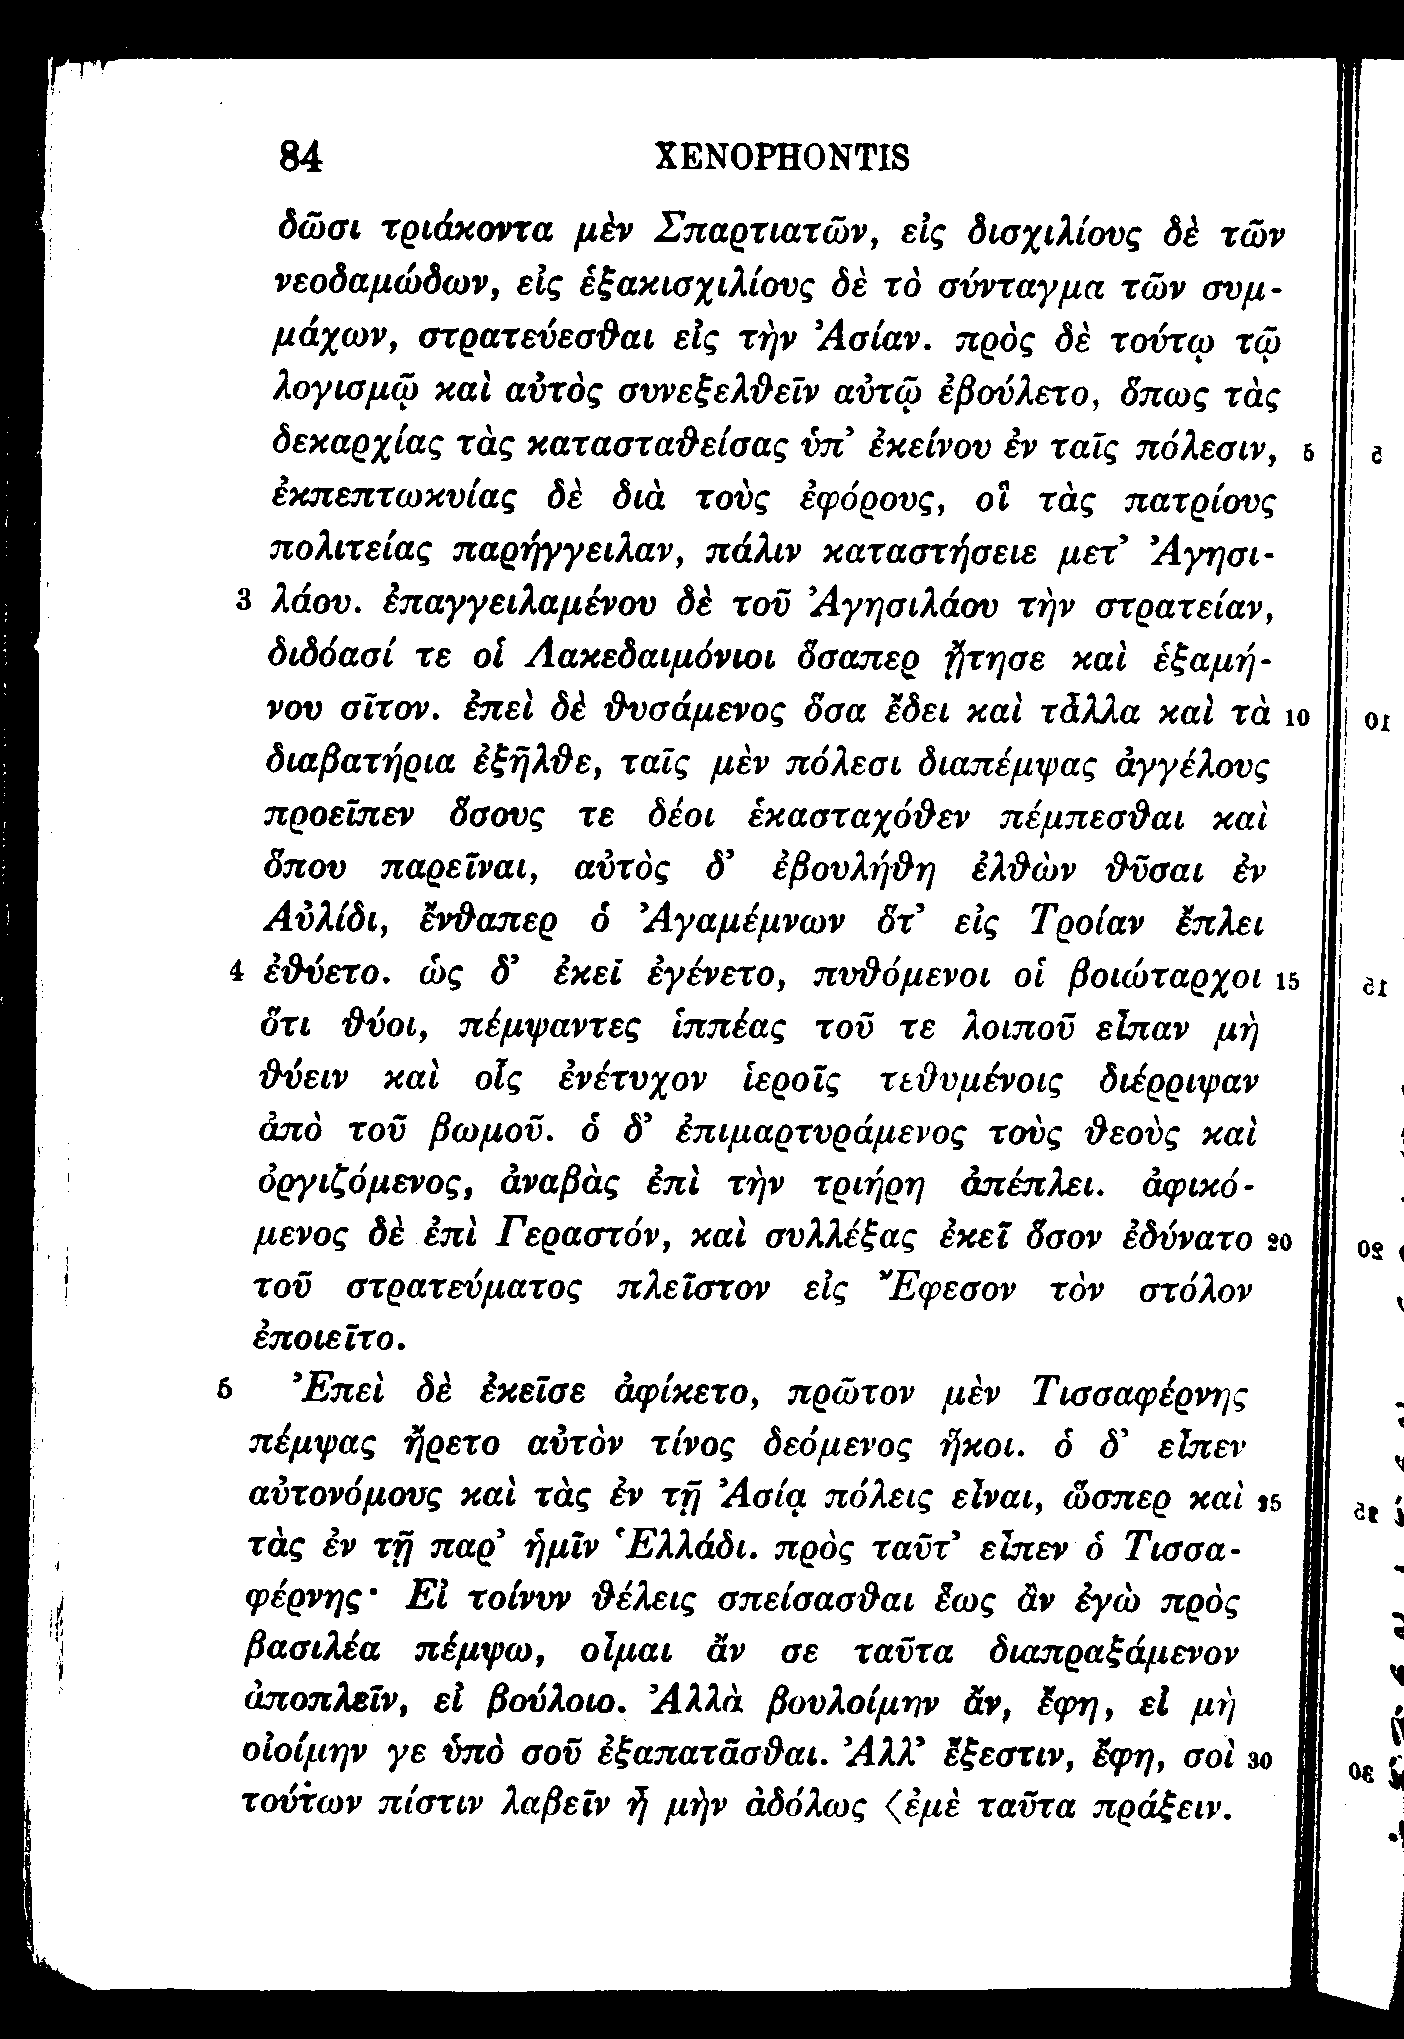 84 XENOPHONTIS
δῶσι τριάκοντα μὲν Σπαρτιατῶν, εἰς δισχιλίους δὲ τῶν
νεοδαμώδων, εἰς ἑξακισχιλίους δὲ τὸ σύνταγμα τῶν συμ-
μάχων, στρατεύεσθαι εἰς τὴν Ἀσίαν. πρὸς δὲ τούτῳ τῷ
λογισμῷ καὶ αὐτὸς συνεξελθεῖν αὐτῷ ἐβούλετο, ὅπως τὰς
δεκαρχίας τὰς κατασταθείσας ὑπ’ ἐκείνου ἐν ταῖς πόλεσιν, 5
ἐκπεπτωκυίας δὲ διὰ τοὺς ἐφόρους, οἳ τὰς πατρίους
πολιτείας παρήγγειλαν, πάλιν καταστήσειε μετ’ Ἀγησι-
3 λάου. ἐπαγγειλαμένου δὲ τοῦ Ἀγησιλάου τὴν στρατείαν,
διδόασί τε οἱ Λακεδαιμόνιοι ὅσαπερ ᾔτησε καὶ ἑξαμή-
νου σῖτον. ἐπεὶ δὲ θυσάμενος ὅσα ἔδει καὶ τἆλλα καὶ τὰ 10
διαβατήρια ἐξῆλθε, ταῖς μὲν πόλεσι διαπέμψας ἀγγέλους
προεῖπεν ὅσους τε δέοι ἑκασταχόθεν πέμπεσθαι καὶ
ὅπου παρεῖναι, αὐτὸς δ’ ἐβουλήθη ἐλθὼν θῦσαι ἐν
Αὐλίδι, ἔνθαπερ ὁ Ἀγαμέμνων ὅτ’ εἰς Τροίαν ἔπλει
4 ἐθύετο. ὡς δ’ ἐκεῖ ἐγένετο, πυθόμενοι οἱ βοιώταρχοι 15
ὅτι θύοι, πέμψαντες ἱππέας τοῦ τε λοιποῦ εἶπαν μὴ
θύειν καὶ οἷς ἐνέτυχον ἱεροῖς τεθυμένοις διέρριψαν
ἀπὸ τοῦ βωμοῦ. ὁ δ’ ἐπιμαρτυράμενος τοὺς θεοὺς καὶ
ὀργιζόμενος, ἀναβὰς ἐπὶ τὴν τριήρη ἀπέπλει. ἀφικό-
μενος δὲ ἐπὶ Γεραστόν, καὶ συλλέξας ἐκεῖ ὅσον ἐδύνατο 20
τοῦ στρατεύματος πλεῖστον εἰς Ἔφεσον τὸν στόλον
ἐποιεῖτο.
5 Ἐπεὶ δὲ ἐκεῖσε ἀφίκετο, πρῶτον μὲν Τισσαφέρνης
πέμψας ἤρετο αὐτὸν τίνος δεόμενος ἥκοι. ὁ δ’ εἶπεν
αὐτονόμους καὶ τὰς ἐν τῇ Ἀσίᾳ πόλεις εἶναι, ὥσπερ καὶ 25
τὰς ἐν τῇ παρ’ ἡμῖν Ἑλλάδι. πρὸς ταῦτ’ εἶπεν ὁ Τισσα-
φέρνης· Εἰ τοίνυν θέλεις σπείσασθαι ἕως ἂν ἐγὼ πρὸς
βασιλέα πέμψω, οἶμαι ἄν σε ταῦτα διαπραξάμενον
ἀποπλεῖν, εἰ βούλοιο. Ἀλλὰ βουλοίμην ἄν, ἔφη, εἰ μὴ
οἰοίμην γε ὑπὸ σοῦ ἐξαπατᾶσθαι. Ἀλλ’ ἔξεστιν, ἔφη, σοὶ 30
τούτων πίστιν λαβεῖν ἦ μὴν ἀδόλως ⟨ἐμὲ ταῦτα πράξειν.